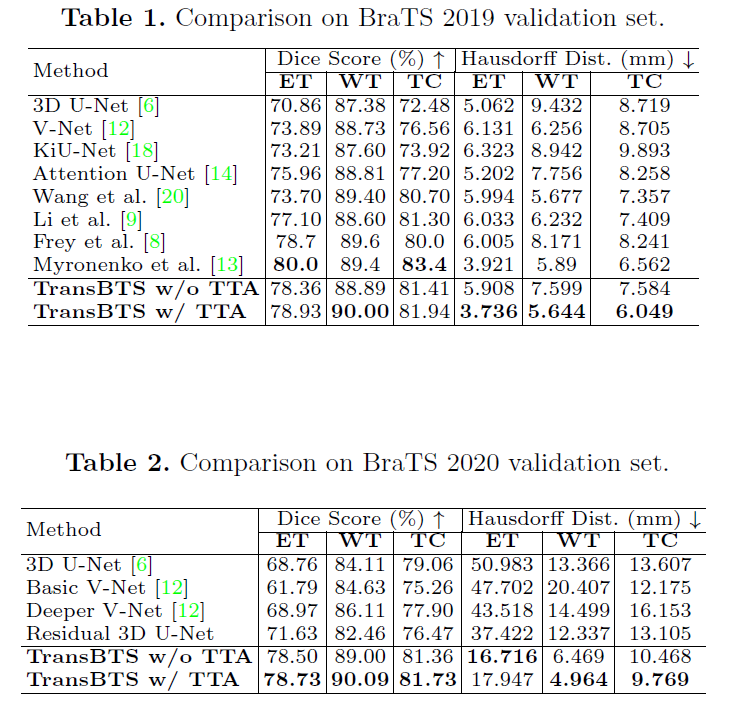 Table 1. Comparison on BraTS 2019 validation set.
Method Dice Score (%) ↑ Hausdorff Dist. (mm) ↓
ET WT TC ET WT TC
3D U-Net [6] 70.86 87.38 72.48 5.062 9.432 8.719
V-Net [12] 73.89 88.73 76.56 6.131 6.256 8.705
KiU-Net [18] 73.21 87.60 73.92 6.323 8.942 9.893
Attention U-Net [14] 75.96 88.81 77.20 5.202 7.756 8.258
Wang et al. [20] 73.70 89.40 80.70 5.994 5.677 7.357
Li et al. [9] 77.10 88.60 81.30 6.033 6.232 7.409
Frey et al. [8] 78.7 89.6 80.0 6.005 8.171 8.241
Myronenko et al. [13] 80.0 89.4 83.4 3.921 5.89 6.562
TransBTS w/o TTA 78.36 88.89 81.41 5.908 7.599 7.584
TransBTS w/ TTA 78.93 90.00 81.94 3.736 5.644 6.049
Table 2. Comparison on BraTS 2020 validation set.
Method Dice Score (%) ↑ Hausdorff Dist. (mm) ↓
ET WT TC ET WT TC
3D U-Net [6] 68.76 84.11 79.06 50.983 13.366 13.607
Basic V-Net [12] 61.79 84.63 75.26 47.702 20.407 12.175
Deeper V-Net [12] 68.97 86.11 77.90 43.518 14.499 16.153
Residual 3D U-Net 71.63 82.46 76.47 37.422 12.337 13.105
TransBTS w/o TTA 78.50 89.00 81.36 16.716 6.469 10.468
TransBTS w/ TTA 78.73 90.09 81.73 17.947 4.964 9.769